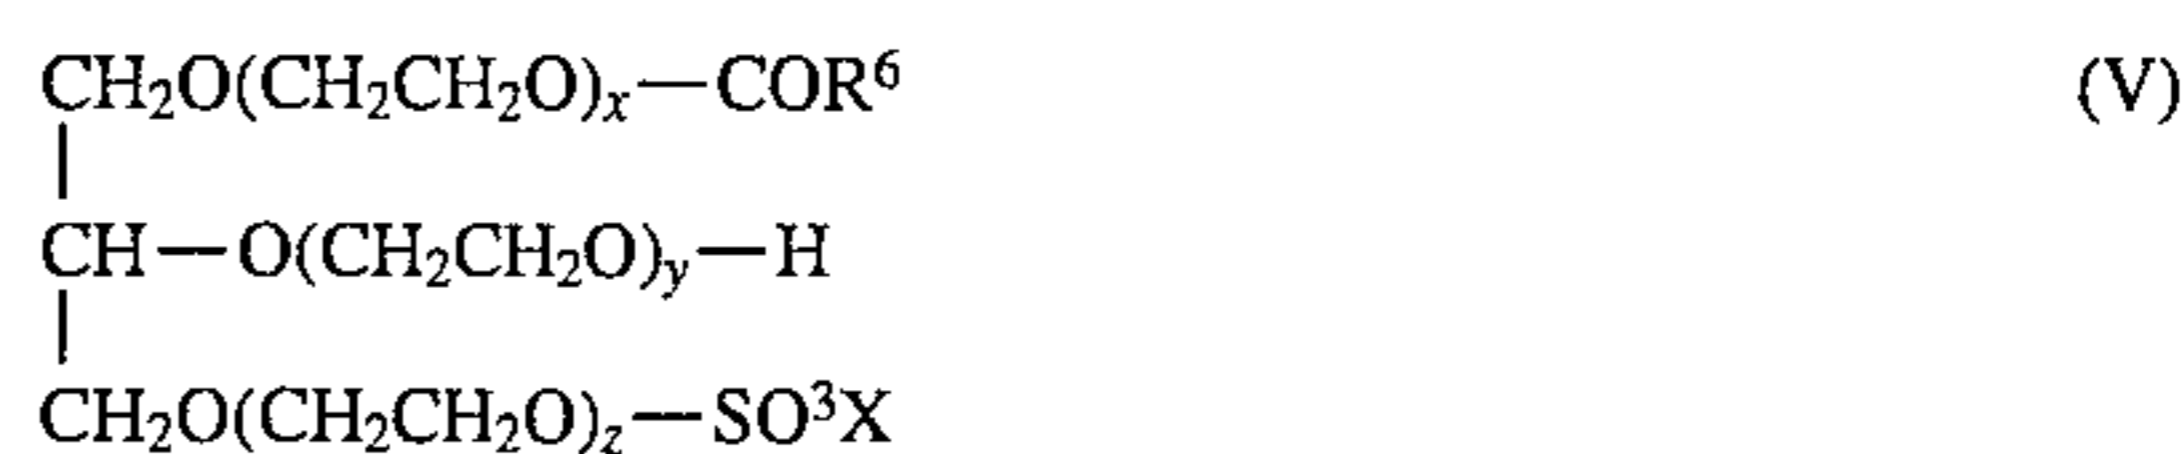 CH₂O(CH₂CH₂O)ₓ—COR⁶ (V)
CH—O(CH₂CH₂O)ᵧ—H
CH₂O(CH₂CH₂O)z—SO³X